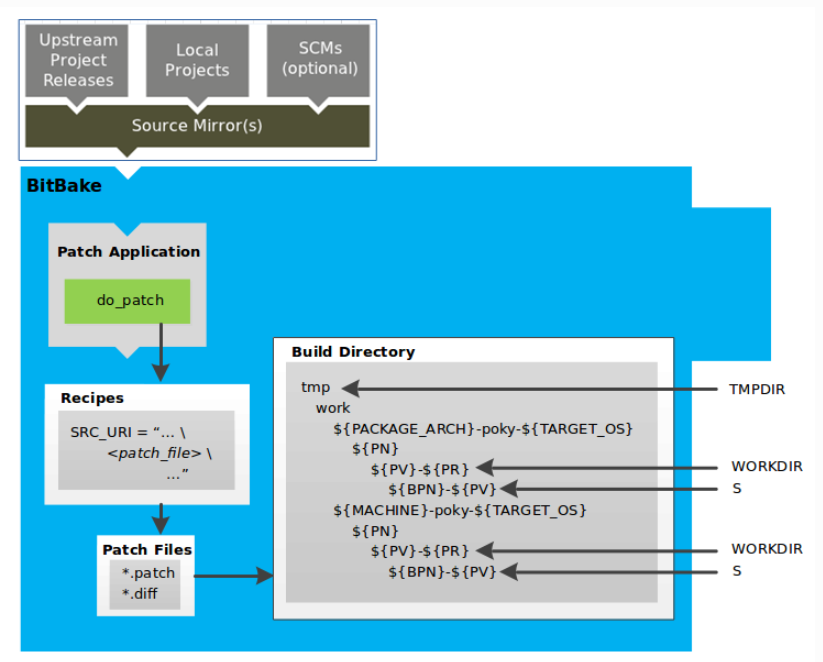 Upstream
Project
Releases
Local
Projects
SCMs
(optional)
Source Mirror(s)
BitBake
Patch Application
do_patch
Recipes
SRC_URI = “... \
<patch_file> \
...”
Patch Files
*.patch
*.diff
Build Directory
tmp
work
${PACKAGE_ARCH}-poky-${TARGET_OS}
${PN}
${PV}-${PR}
${BPN}-${PV}
${MACHINE}-poky-${TARGET_OS}
${PN}
${PV}-${PR}
${BPN}-${PV}
TMPDIR
WORKDIR
S
WORKDIR
S